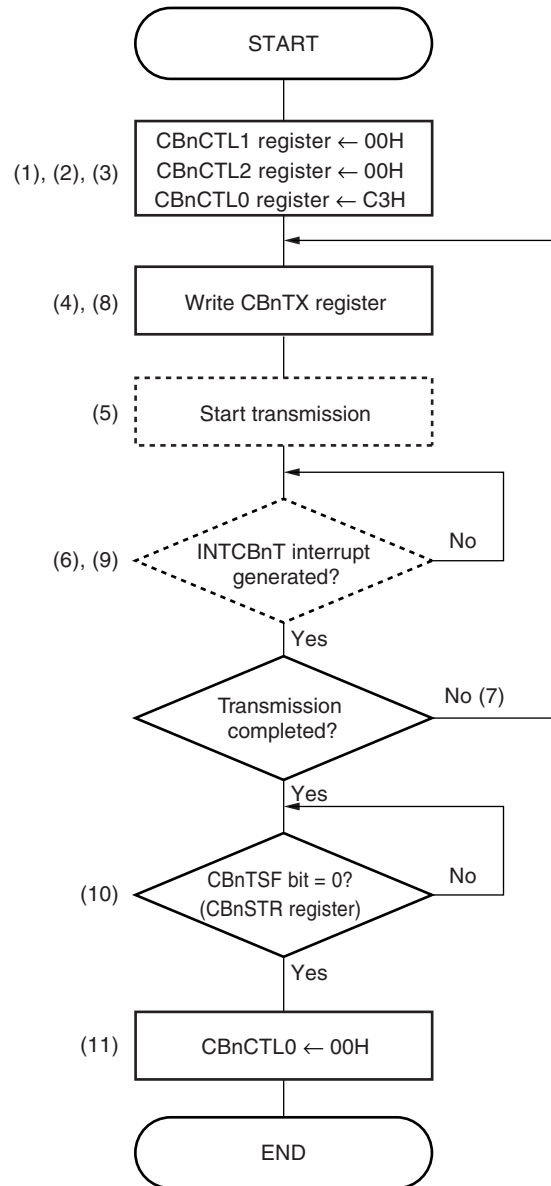 START
(1), (2), (3)
CBnCTL1 register ← 00H
CBnCTL2 register ← 00H
CBnCTL0 register ← C3H
(4), (8)
Write CBnTX register
(5)
Start transmission
(6), (9)
INTCBnT interrupt
generated?
No
Yes
Transmission
completed?
No (7)
Yes
(10)
CBnTSF bit = 0?
(CBnSTR register)
No
Yes
(11)
CBnCTL0 ← 00H
END